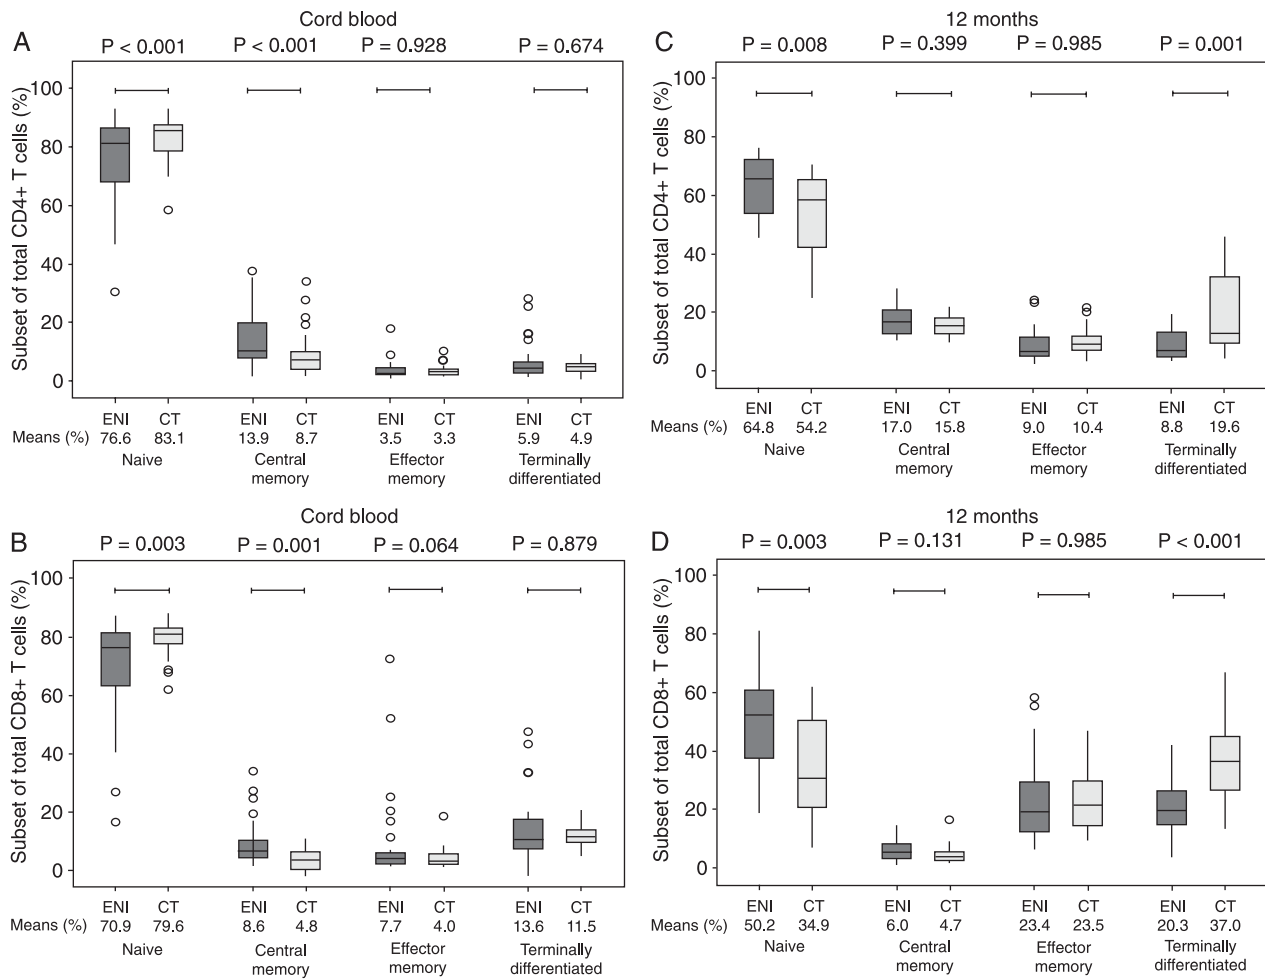 Cord blood
A
P < 0.001 P < 0.001 P = 0.928 P = 0.674
Subset of total CD4+ T cells (%)
100
80
60
40
20
0
ENI CT ENI CT ENI CT ENI CT
Means (%) 76.6 83.1 13.9 8.7 3.5 3.3 5.9 4.9
Naive Central memory Effector memory Terminally differentiated
12 months
C
P = 0.008 P = 0.399 P = 0.985 P = 0.001
Subset of total CD4+ T cells (%)
100
80
60
40
20
0
ENI CT ENI CT ENI CT ENI CT
64.8 54.2 17.0 15.8 9.0 10.4 8.8 19.6
Naive Central memory Effector memory Terminally differentiated
Cord blood
B
P = 0.003 P = 0.001 P = 0.064 P = 0.879
Subset of total CD8+ T cells (%)
100
80
60
40
20
0
ENI CT ENI CT ENI CT ENI CT
Means (%) 70.9 79.6 8.6 4.8 7.7 4.0 13.6 11.5
Naive Central memory Effector memory Terminally differentiated
12 months
D
P = 0.003 P = 0.131 P = 0.985 P < 0.001
Subset of total CD8+ T cells (%)
100
80
60
40
20
0
ENI CT ENI CT ENI CT ENI CT
50.2 34.9 6.0 4.7 23.4 23.5 20.3 37.0
Naive Central memory Effector memory Terminally differentiated